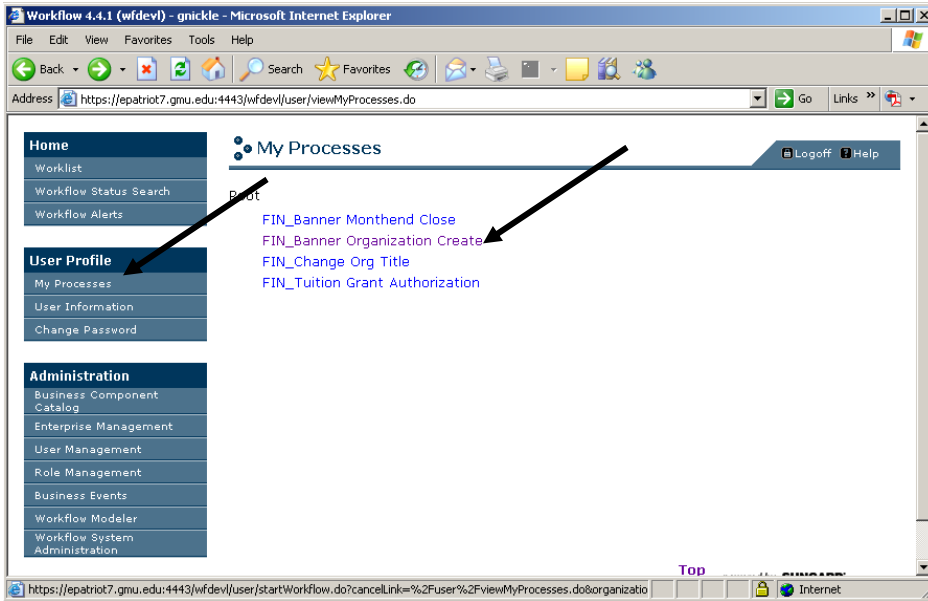 Workflow 4.4.1 (wfdevl) - gnickle - Microsoft Internet Explorer
File Edit View Favorites Tools Help
Back Search Favorites
Address https://epatriot7.gmu.edu:4443/wfdevl/user/viewMyProcesses.do Go Links »
Home
Worklist
Workflow Status Search
Workflow Alerts
User Profile
My Processes
User Information
Change Password
Administration
Business Component
Catalog
Enterprise Management
User Management
Role Management
Business Events
Workflow Modeler
Workflow System
Administration
My Processes
Logoff ? Help
Root
FIN_Banner Monthend Close
FIN_Banner Organization Create
FIN_Change Org Title
FIN_Tuition Grant Authorization
Top
https://epatriot7.gmu.edu:4443/wfdevl/user/startWorkflow.do?cancelLink=%2Fuser%2FviewMyProcesses.do&organizatio Internet